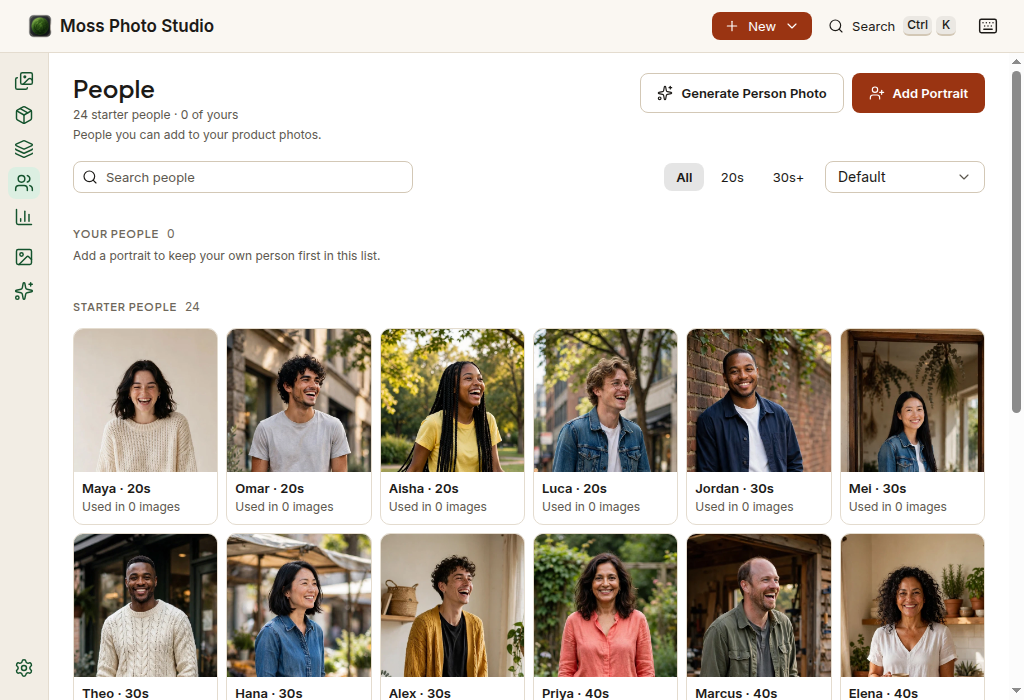 Moss Photo Studio
New
Search Ctrl K
People
24 starter people · 0 of yours
People you can add to your product photos.
Generate Person Photo
Add Portrait
Search people
All 20s 30s+ Default
YOUR PEOPLE 0
Add a portrait to keep your own person first in this list.
STARTER PEOPLE 24
Maya · 20s
Used in 0 images
Omar · 20s
Used in 0 images
Aisha · 20s
Used in 0 images
Luca · 20s
Used in 0 images
Jordan · 30s
Used in 0 images
Mei · 30s
Used in 0 images
Theo · 30s
Hana · 30s
Alex · 30s
Priya · 40s
Marcus · 40s
Elena · 40s